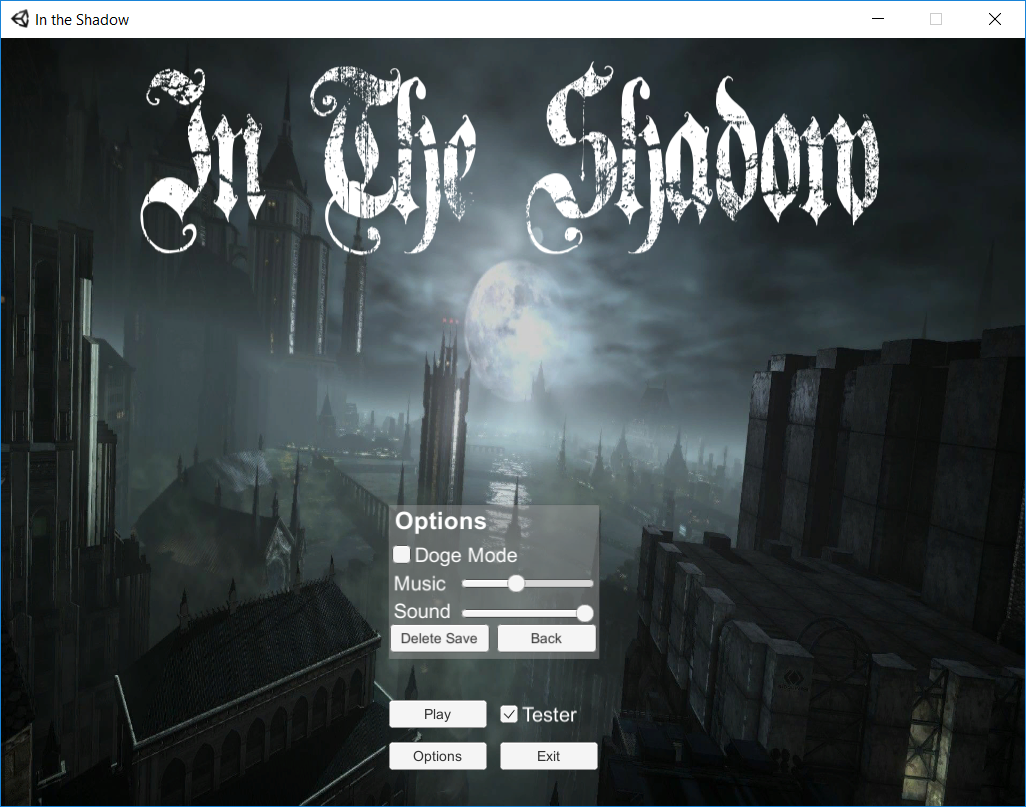 In the Shadow
In The Shadow
Options
Doge Mode
Music
Sound
Delete Save Back
Play Tester
Options Exit